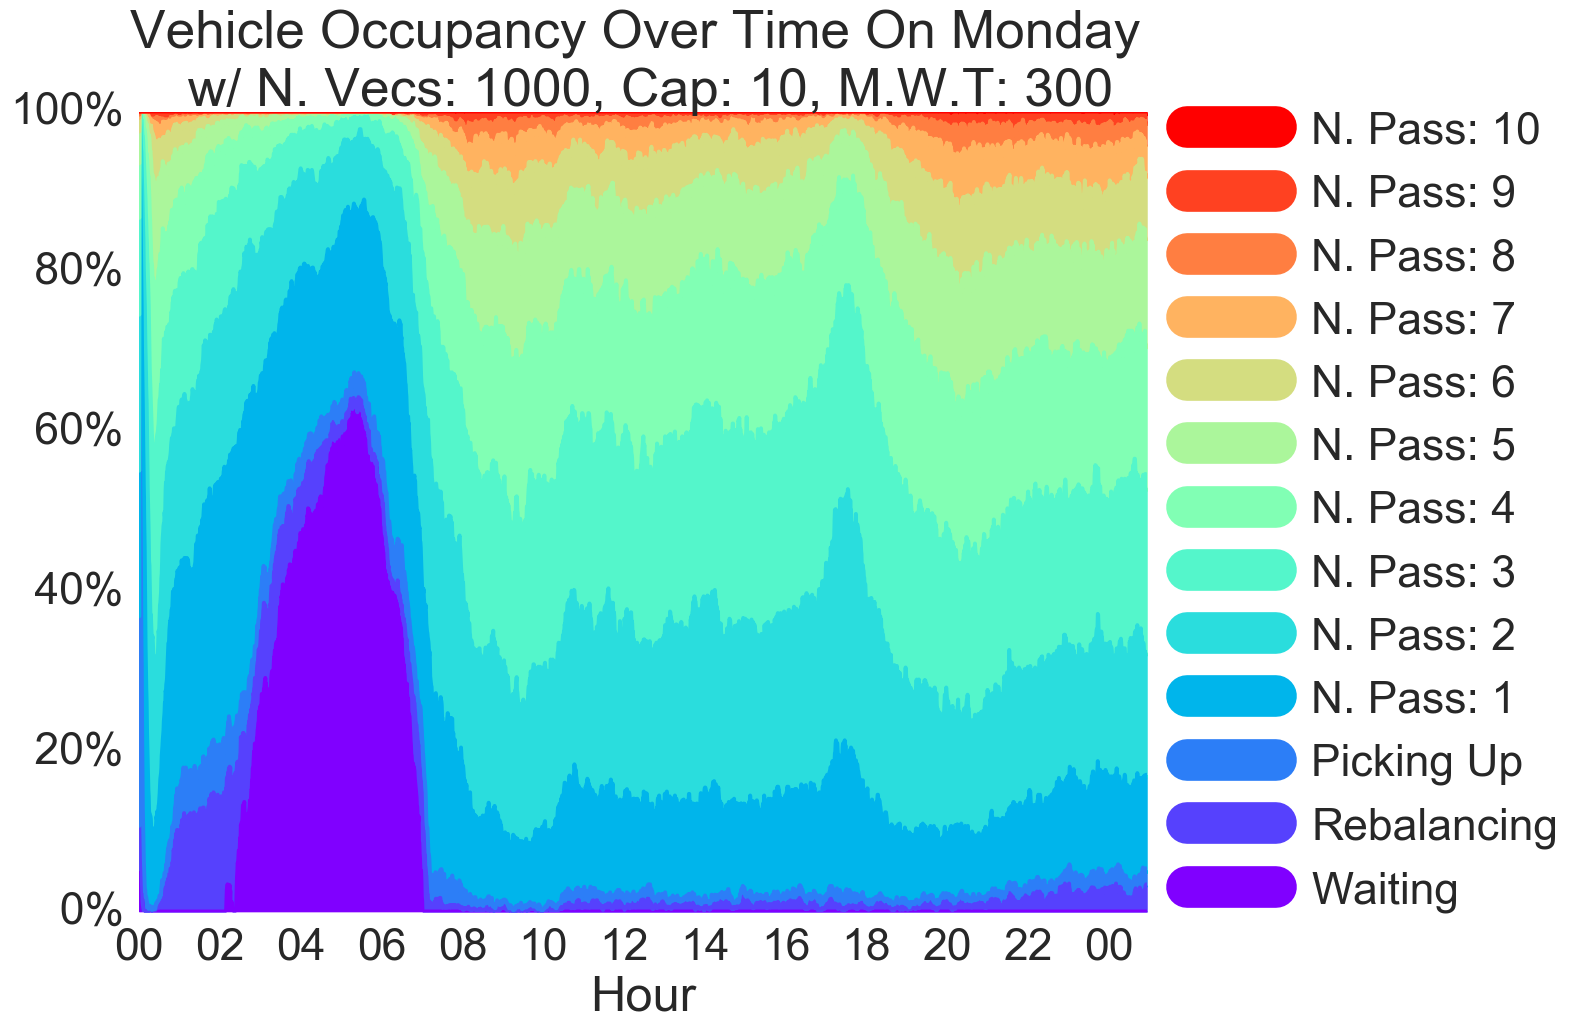 Vehicle Occupancy Over Time On Monday
w/ N. Vecs: 1000, Cap: 10, M.W.T: 300
100%
80%
60%
40%
20%
0%
00 02 04 06 08 10 12 14 16 18 20 22 00
Hour
N. Pass: 10
N. Pass: 9
N. Pass: 8
N. Pass: 7
N. Pass: 6
N. Pass: 5
N. Pass: 4
N. Pass: 3
N. Pass: 2
N. Pass: 1
Picking Up
Rebalancing
Waiting